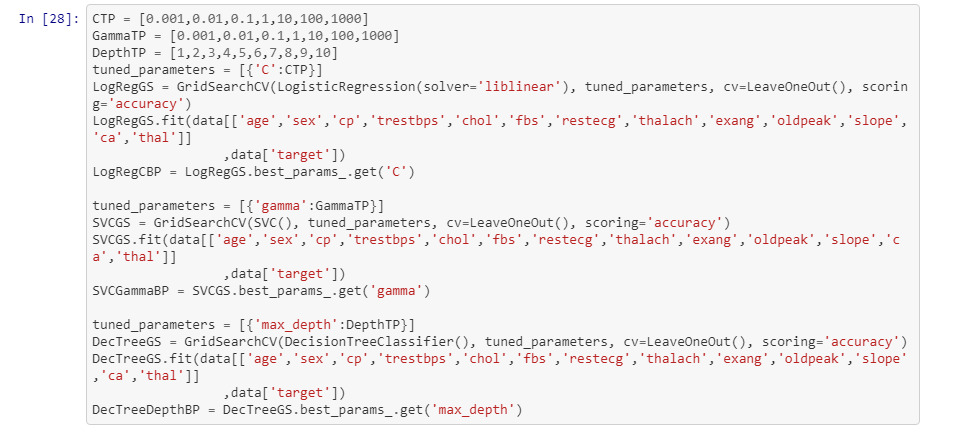 In [28]: CTP = [0.001,0.01,0.1,1,10,100,1000]
GammaTP = [0.001,0.01,0.1,1,10,100,1000]
DepthTP = [1,2,3,4,5,6,7,8,9,10]
tuned_parameters = [{'C':CTP}]
LogRegGS = GridSearchCV(LogisticRegression(solver='liblinear'), tuned_parameters, cv=LeaveOneOut(), scorin
g='accuracy')
LogRegGS.fit(data[['age','sex','cp','trestbps','chol','fbs','restecg','thalach','exang','oldpeak','slope',
'ca','thal']]
,data['target'])
LogRegCBP = LogRegGS.best_params_.get('C')

tuned_parameters = [{'gamma':GammaTP}]
SVCGS = GridSearchCV(SVC(), tuned_parameters, cv=LeaveOneOut(), scoring='accuracy')
SVCGS.fit(data[['age','sex','cp','trestbps','chol','fbs','restecg','thalach','exang','oldpeak','slope','c
a','thal']]
,data['target'])
SVCGammaBP = SVCGS.best_params_.get('gamma')

tuned_parameters = [{'max_depth':DepthTP}]
DecTreeGS = GridSearchCV(DecisionTreeClassifier(), tuned_parameters, cv=LeaveOneOut(), scoring='accuracy')
DecTreeGS.fit(data[['age','sex','cp','trestbps','chol','fbs','restecg','thalach','exang','oldpeak','slope'
,'ca','thal']]
,data['target'])
DecTreeDepthBP = DecTreeGS.best_params_.get('max_depth')